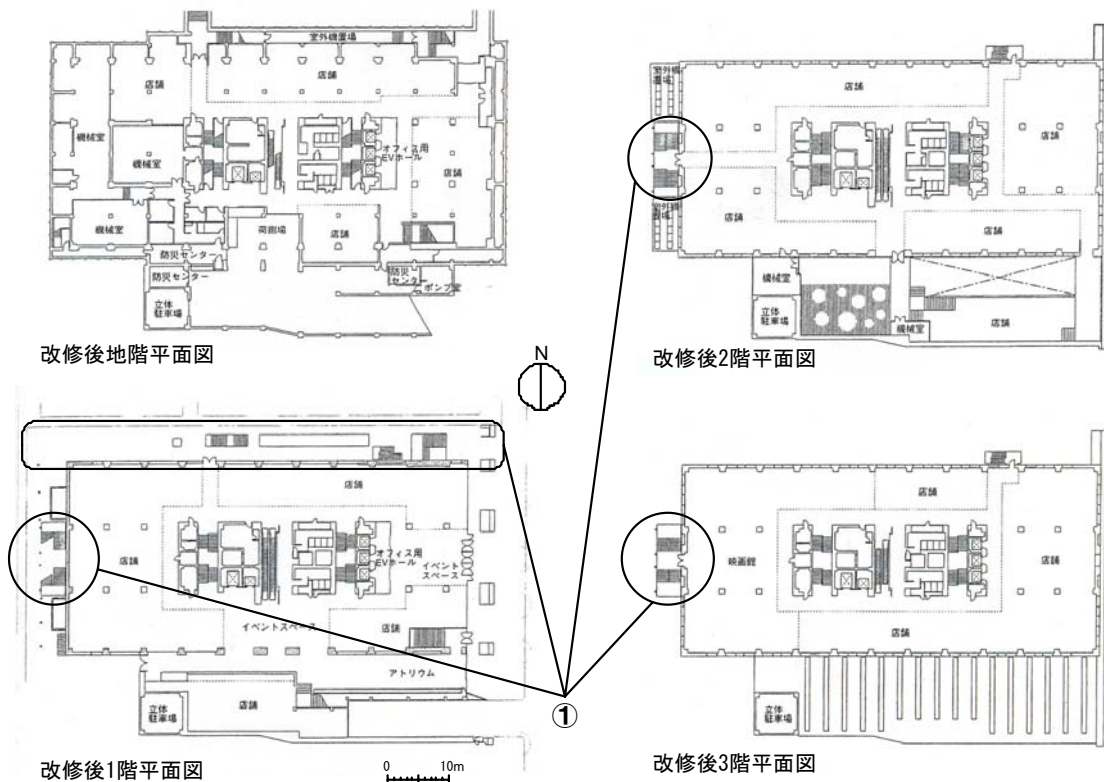 室外機置場
店舗
店舗
機械室
機械室
オフィス用
EVホール
店舗
機械室
荷捌場
店舗
防災センター
防災センター
防災
センター
ポンプ室
立体
駐車場
改修後地階平面図
室外機
置場
店舗
店舗
室外機
置場
店舗
店舗
機械室
立体
駐車場
機械室
店舗
改修後2階平面図
N
店舗
オフィス用
EVホール
イベント
スペース
店舗
イベントスペース
店舗
アトリウム
店舗
立体
駐車場
改修後1階平面図
0 10m
①
店舗
映画館
店舗
店舗
立体
駐車場
改修後3階平面図